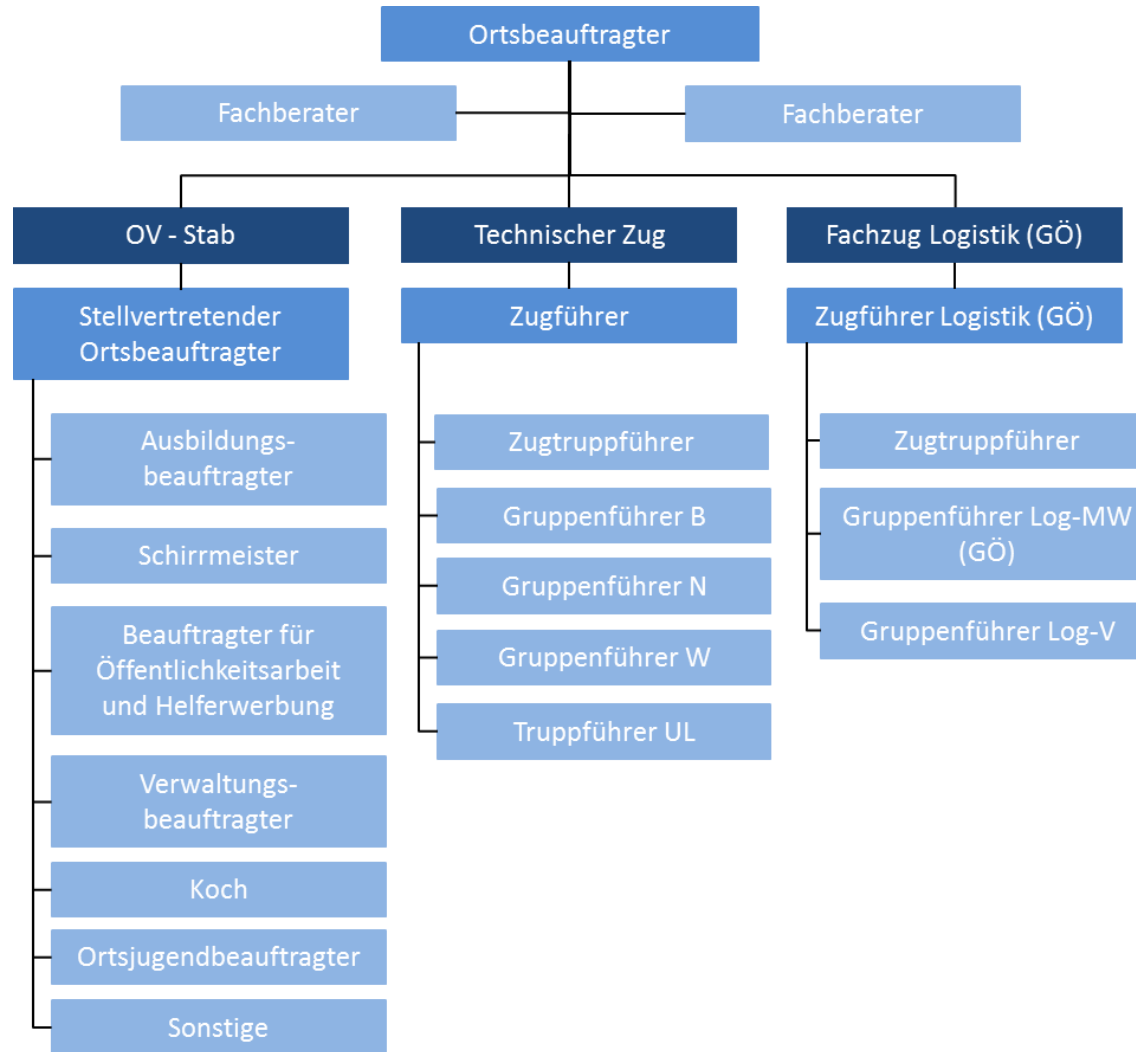 Ortsbeauftragter
Fachberater
Fachberater
OV - Stab
Technischer Zug
Fachzug Logistik (GÖ)
Stellvertretender
Ortsbeauftragter
Zugführer
Zugführer Logistik (GÖ)
Ausbildungs-
beauftragter
Schirrmeister
Beauftragter für
Öffentlichkeitsarbeit
und Helferwerbung
Verwaltungs-
beauftragter
Koch
Ortsjugendbeauftragter
Sonstige
Zugtruppführer
Gruppenführer B
Gruppenführer N
Gruppenführer W
Truppführer UL
Zugtruppführer
Gruppenführer Log-MW
(GÖ)
Gruppenführer Log-V